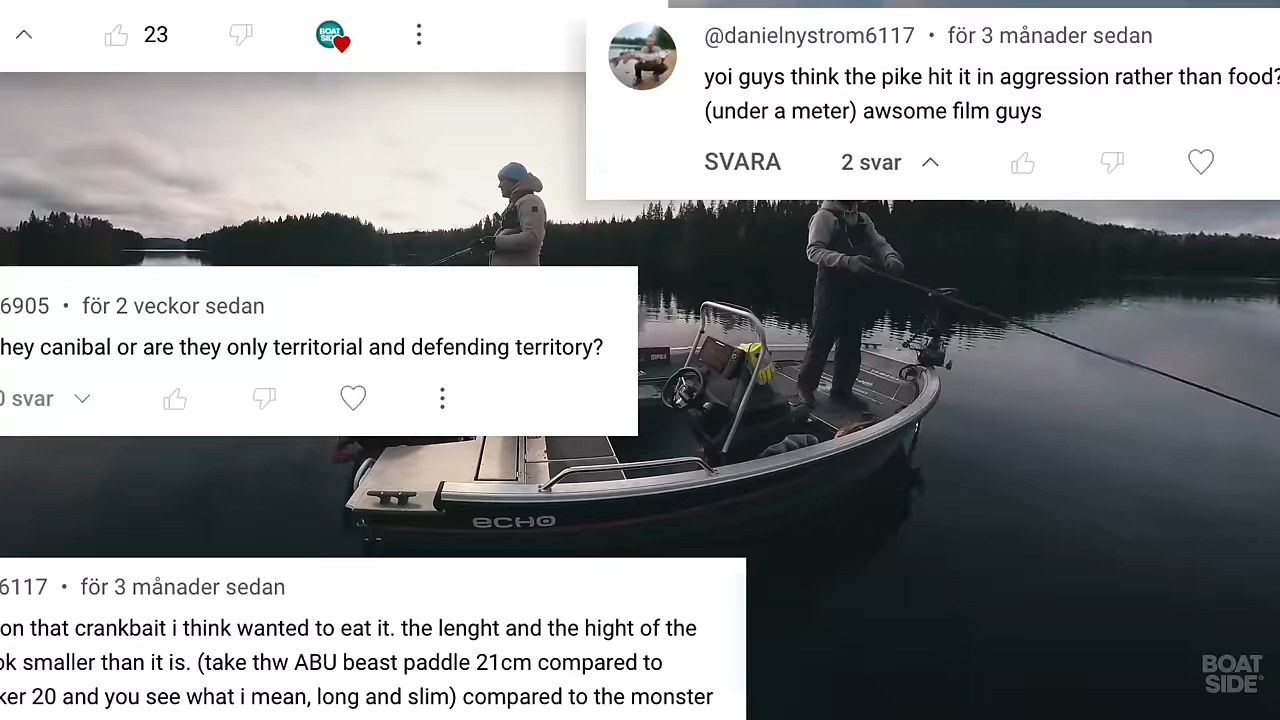 23
BOAT
SIDE
@danielnystrom6117 • för 3 månader sedan
yoi guys think the pike hit it in aggression rather than food?
(under a meter) awsome film guys
SVARA 2 svar
6905 • för 2 veckor sedan
hey canibal or are they only territorial and defending territory?
0 svar
ECHO
6117 • för 3 månader sedan
on that crankbait i think wanted to eat it. the lenght and the hight of the
ok smaller than it is. (take thw ABU beast paddle 21cm compared to
ker 20 and you see what i mean, long and slim) compared to the monster
BOAT
SIDE